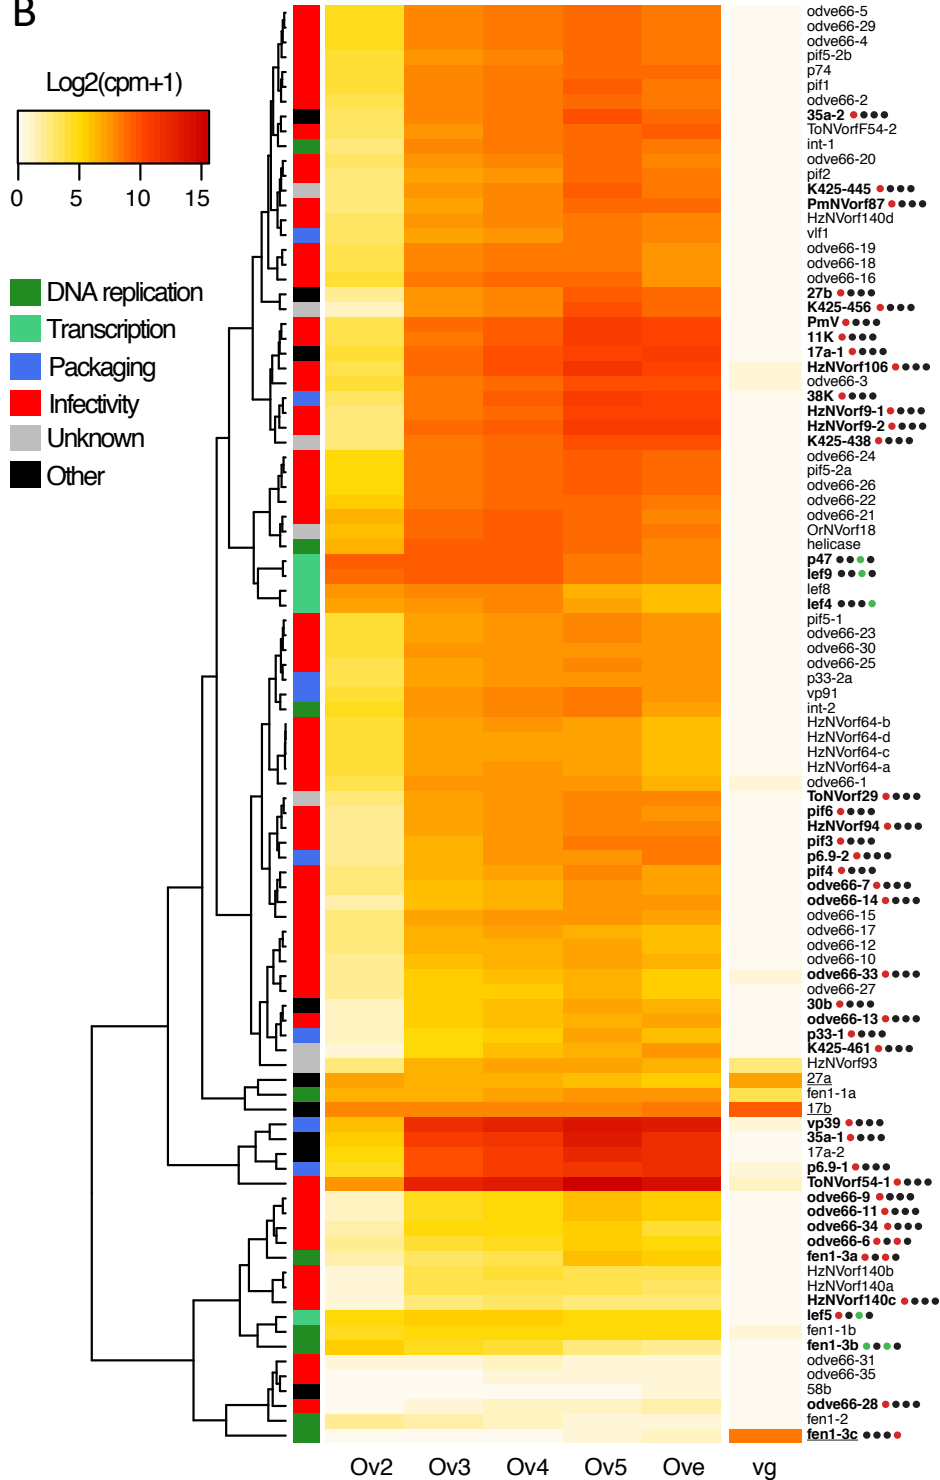 B
Log2(cpm+1)
0 5 10 15
DNA replication
Transcription
Packaging
Infectivity
Unknown
Other
odve66-5
odve66-29
odve66-4
pif5-2b
p74
pif1
odve66-2
35a-2
ToNVorfF54-2
int-1
odve66-20
pif2
K425-445
PmNVorf87
HzNVorf140d
vlf1
odve66-19
odve66-18
odve66-16
27b
K425-456
PmV
11K
17a-1
HzNVorf106
odve66-3
38K
HzNVorf9-1
HzNVorf9-2
K425-438
odve66-24
pif5-2a
odve66-26
odve66-22
odve66-21
OrNVorf18
helicase
p47
lef9
lef8
lef4
pif5-1
odve66-23
odve66-30
odve66-25
p33-2a
vp91
int-2
HzNVorf64-b
HzNVorf64-d
HzNVorf64-c
HzNVorf64-a
odve66-1
ToNVorf29
pif6
HzNVorf94
pif3
p6.9-2
pif4
odve66-7
odve66-14
odve66-15
odve66-17
odve66-12
odve66-10
odve66-33
odve66-27
30b
odve66-13
p33-1
K425-461
HzNVorf93
27a
fen1-1a
17b
vp39
35a-1
17a-2
p6.9-1
ToNVorf54-1
odve66-9
odve66-11
odve66-34
odve66-6
fen1-3a
HzNVorf140b
HzNVorf140a
HzNVorf140c
lef5
fen1-1b
fen1-3b
odve66-31
odve66-35
58b
odve66-28
fen1-2
fen1-3c
Ov2 Ov3 Ov4 Ov5 Ove vg